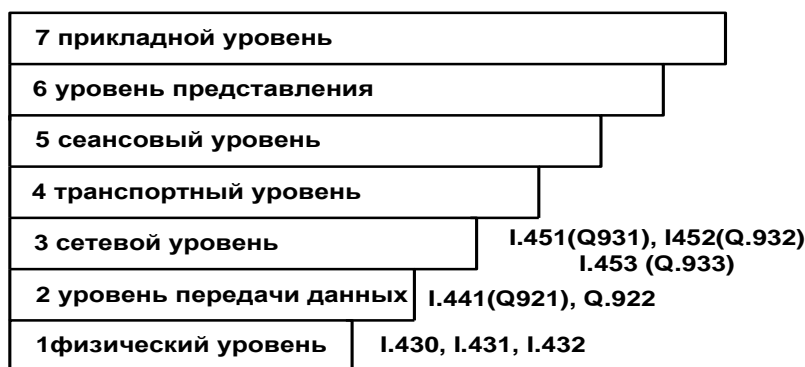 7 прикладной уровень
6 уровень представления
5 сеансовый уровень
4 транспортный уровень
3 сетевой уровень
I.451(Q931), I452(Q.932)
I.453 (Q.933)
2 уровень передачи данных
I.441(Q921), Q.922
1физический уровень
I.430, I.431, I.432